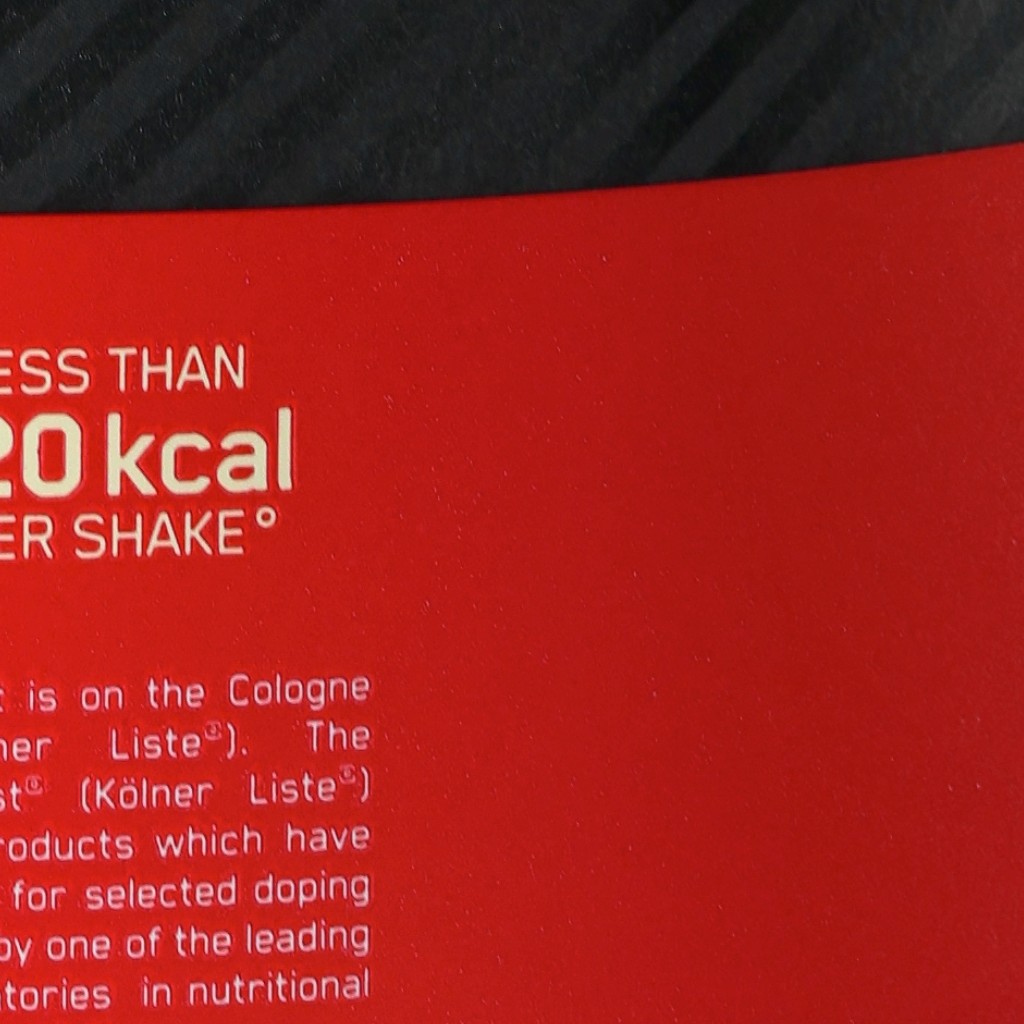 ESS THAN
20 kcal
ER SHAKE°
is on the Cologne
ner Liste®). The
st® (Kölner Liste®)
roducts which have
for selected doping
by one of the leading
tories in nutritional